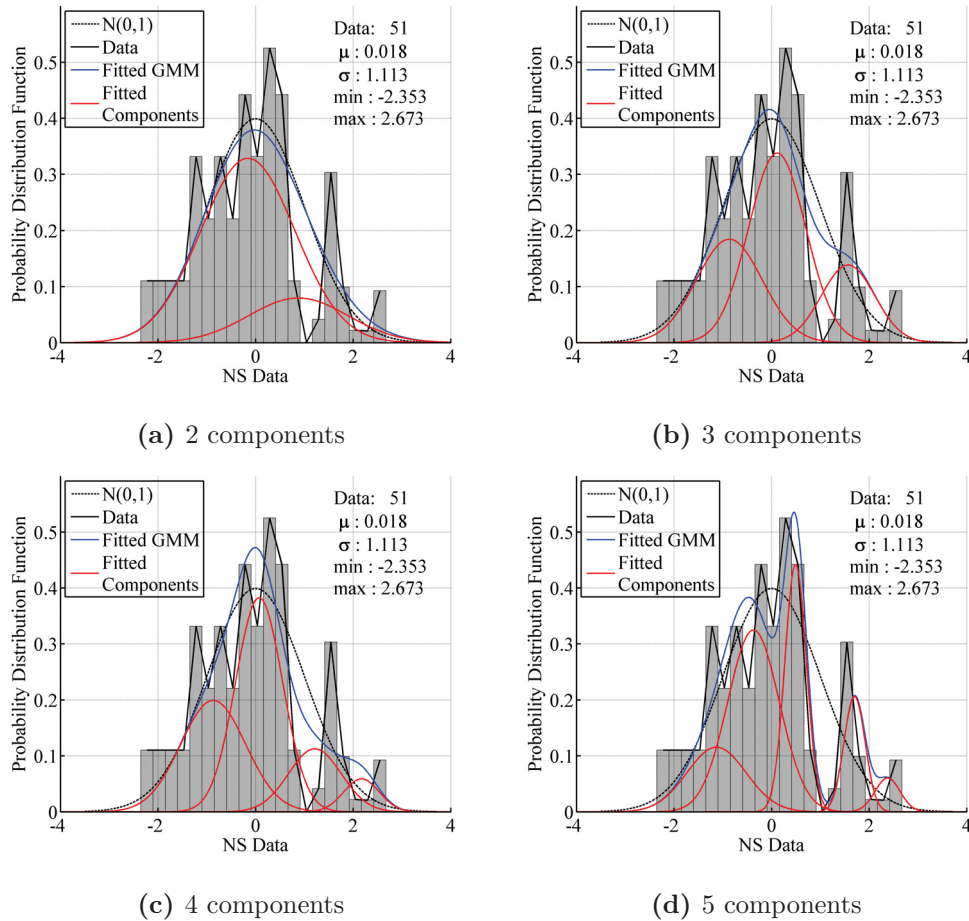 N(0,1)
Data
Fitted GMM
Fitted
Components
Data: 51
μ : 0.018
σ : 1.113
min : -2.353
max : 2.673
Probability Distribution Function
0.5
0.4
0.3
0.2
0.1
0
-4 -2 0 2 4
NS Data
(a) 2 components
N(0,1)
Data
Fitted GMM
Fitted
Components
Data: 51
μ : 0.018
σ : 1.113
min : -2.353
max : 2.673
Probability Distribution Function
0.5
0.4
0.3
0.2
0.1
0
-4 -2 0 2 4
NS Data
(b) 3 components
N(0,1)
Data
Fitted GMM
Fitted
Components
Data: 51
μ : 0.018
σ : 1.113
min : -2.353
max : 2.673
Probability Distribution Function
0.5
0.4
0.3
0.2
0.1
0
-4 -2 0 2 4
NS Data
(c) 4 components
N(0,1)
Data
Fitted GMM
Fitted
Components
Data: 51
μ : 0.018
σ : 1.113
min : -2.353
max : 2.673
Probability Distribution Function
0.5
0.4
0.3
0.2
0.1
0
-4 -2 0 2 4
NS Data
(d) 5 components